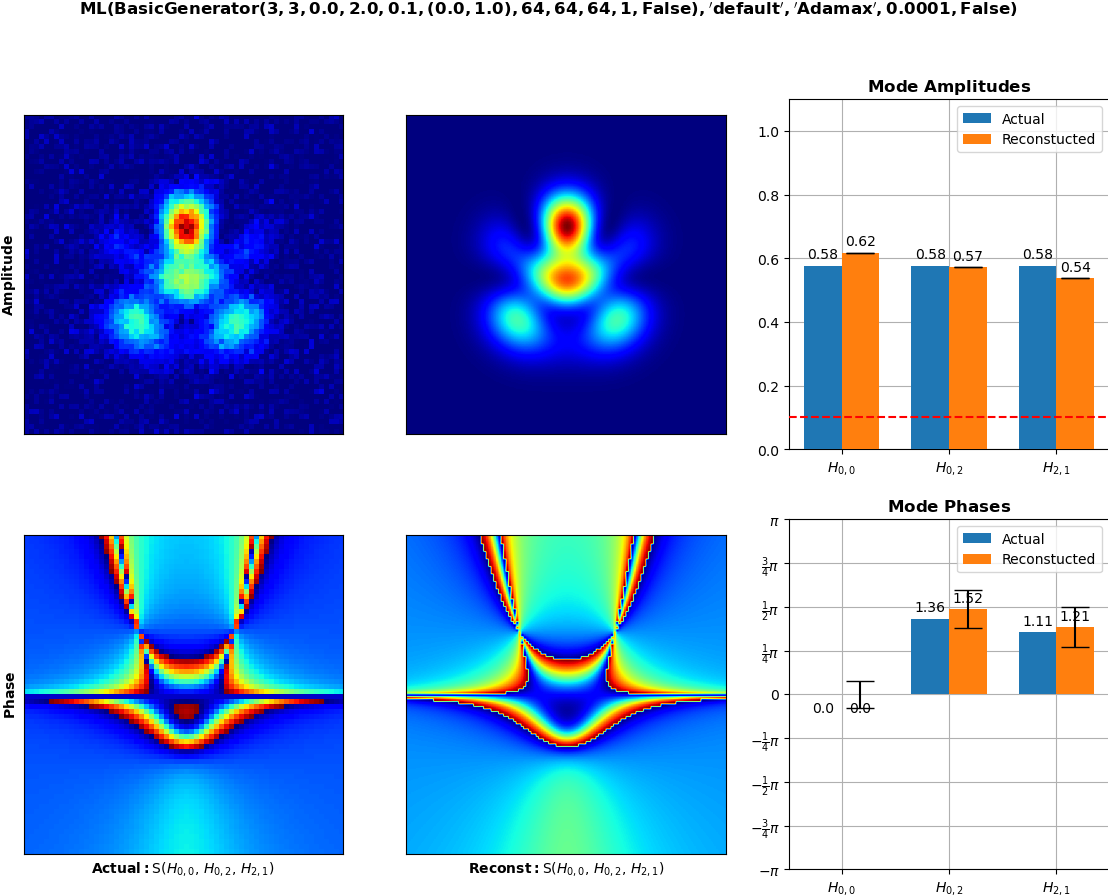 ML(BasicGenerator(3, 3, 0.0, 2.0, 0.1, (0.0, 1.0), 64, 64, 64, 1, False), ′default′, ′Adamax′, 0.0001, False)
Amplitude
Mode Amplitudes
Actual
Reconstucted
1.0
0.8
0.6
0.4
0.2
0.0
0.58
0.62
0.58
0.57
0.58
0.54
H0,0
H0,2
H2,1
Phase
Actual: S(H0,0, H0,2, H2,1)
Reconst: S(H0,0, H0,2, H2,1)
Mode Phases
Actual
Reconstucted
π
3/4π
1/2π
1/4π
0
−1/4π
−1/2π
−3/4π
−π
0.0
-0.0
1.36
1.52
1.11
1.21
H0,0
H0,2
H2,1